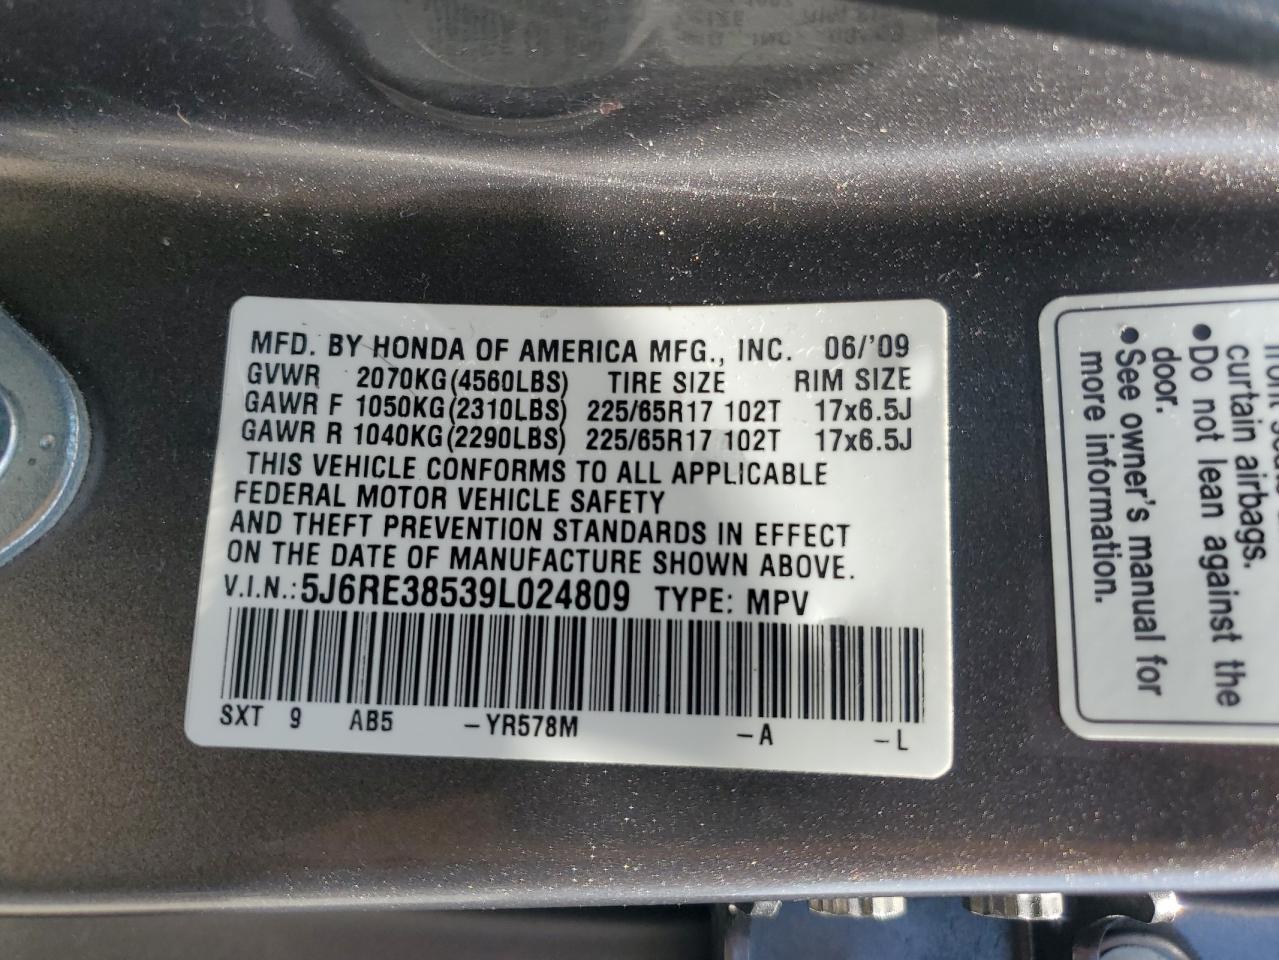 MFD. BY HONDA OF AMERICA MFG., INC. 06/'09
GVWR 2070KG(4560LBS) TIRE SIZE RIM SIZE
GAWR F 1050KG(2310LBS) 225/65R17 102T 17x6.5J
GAWR R 1040KG(2290LBS) 225/65R17 102T 17x6.5J
THIS VEHICLE CONFORMS TO ALL APPLICABLE
FEDERAL MOTOR VEHICLE SAFETY
AND THEFT PREVENTION STANDARDS IN EFFECT
ON THE DATE OF MANUFACTURE SHOWN ABOVE.
V.I.N.: 5J6RE38539L024809 TYPE: MPV
SXT 9 AB5 -YR578M -A -L
• Do not lean against the
curtain airbags.
door.
• See owner's manual for
more information.